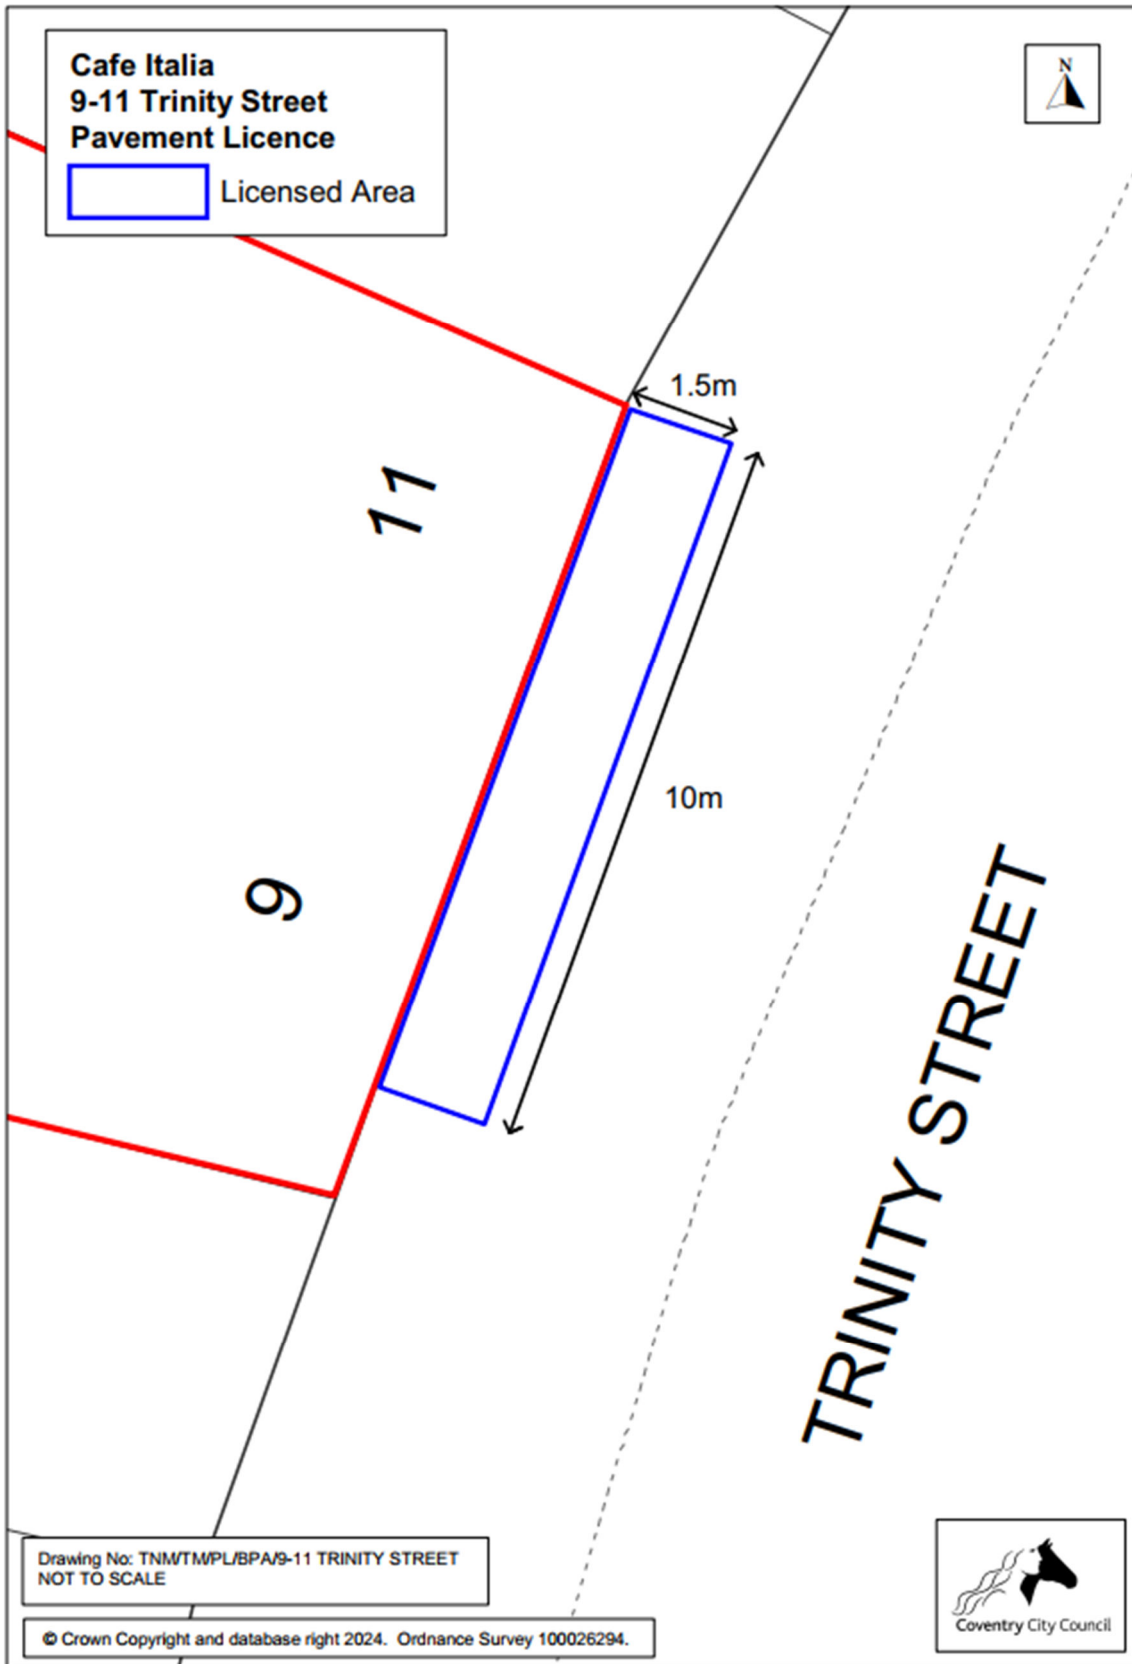 Cafe Italia
9-11 Trinity Street
Pavement Licence
Licensed Area
N
1.5m
11
10m
9
TRINITY STREET
Drawing No: TNM/TM/PL/BPA/9-11 TRINITY STREET
NOT TO SCALE
© Crown Copyright and database right 2024. Ordnance Survey 100026294.
Coventry City Council